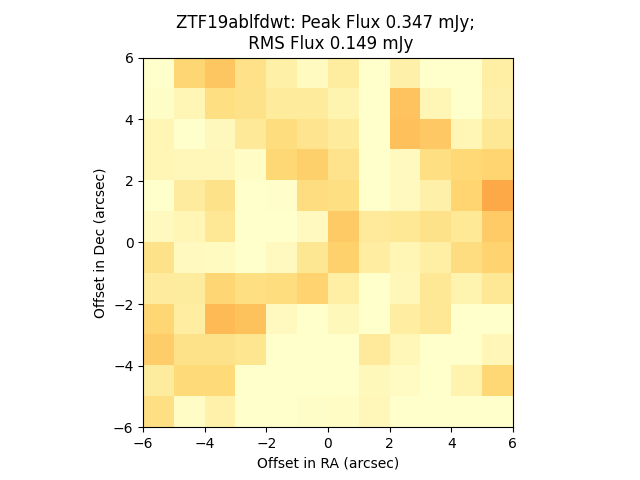 ZTF19ablfdwt: Peak Flux 0.347 mJy;
RMS Flux 0.149 mJy
6
4
2
0
−2
−4
−6
Offset in Dec (arcsec)
−6 −4 −2 0 2 4 6
Offset in RA (arcsec)